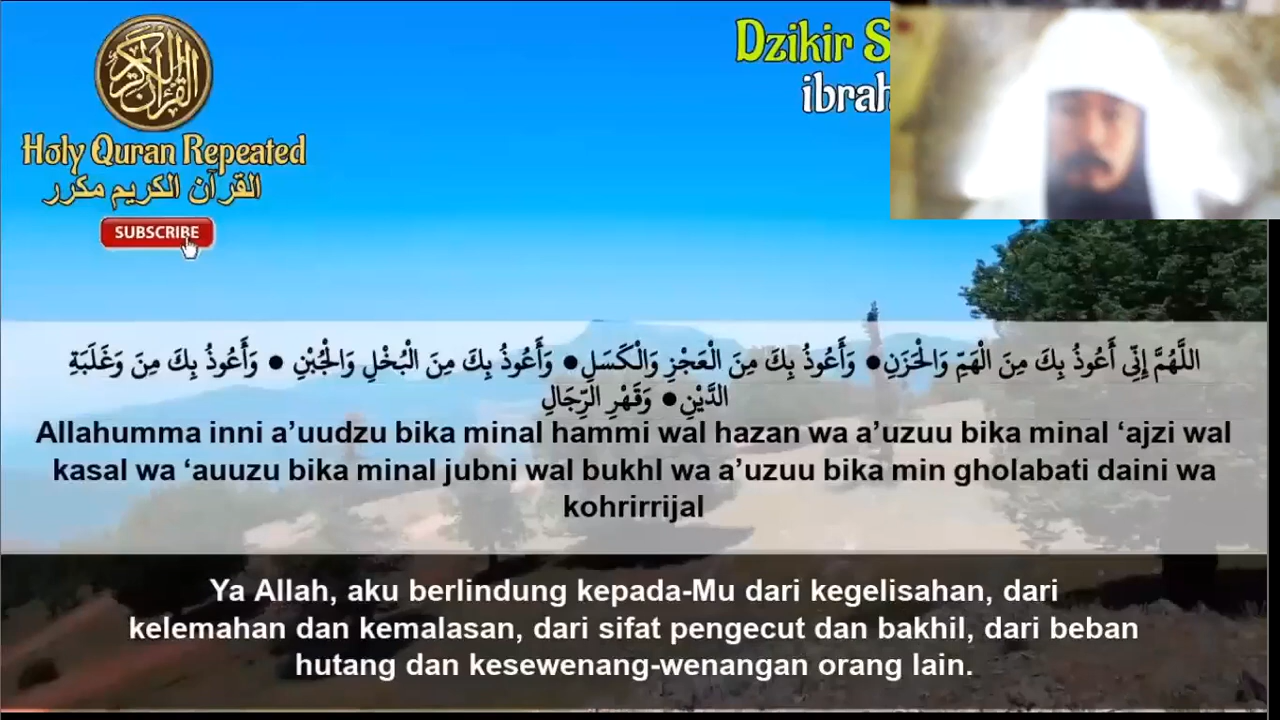 Dzikir S
ibrah
القرآن الكريم
Holy Quran Repeated
القرآن الكريم مكرر
SUBSCRIBE
اللَّهُمَّ إِنِّى أَعُوذُ بِكَ مِنَ الْهَمِّ وَالْحَزَنِ● وَأَعُوذُ بِكَ مِنَ الْعَجْزِ وَالْكَسَلِ● وَأَعُوذُ بِكَ مِنَ الْبُخْلِ وَالْجُبْنِ ● وَأَعُوذُ بِكَ مِنَ وَغَلَبَةِ
الدَّيْنِ● وَقَهْرِ الرِّجَالِ
Allahumma inni a’uudzu bika minal hammi wal hazan wa a’uzuu bika minal ‘ajzi wal
kasal wa ‘auuzu bika minal jubni wal bukhl wa a’uzuu bika min gholabati daini wa
kohrirrijal
Ya Allah, aku berlindung kepada-Mu dari kegelisahan, dari
kelemahan dan kemalasan, dari sifat pengecut dan bakhil, dari beban
hutang dan kesewenang-wenangan orang lain.